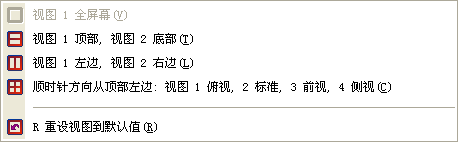 视图 1 全屏幕(V)
视图 1 顶部, 视图 2 底部(T)
视图 1 左边, 视图 2 右边(L)
顺时针方向从顶部左边: 视图 1 俯视, 2 标准, 3 前视, 4 侧视(C)
R 重设视图到默认值(R)